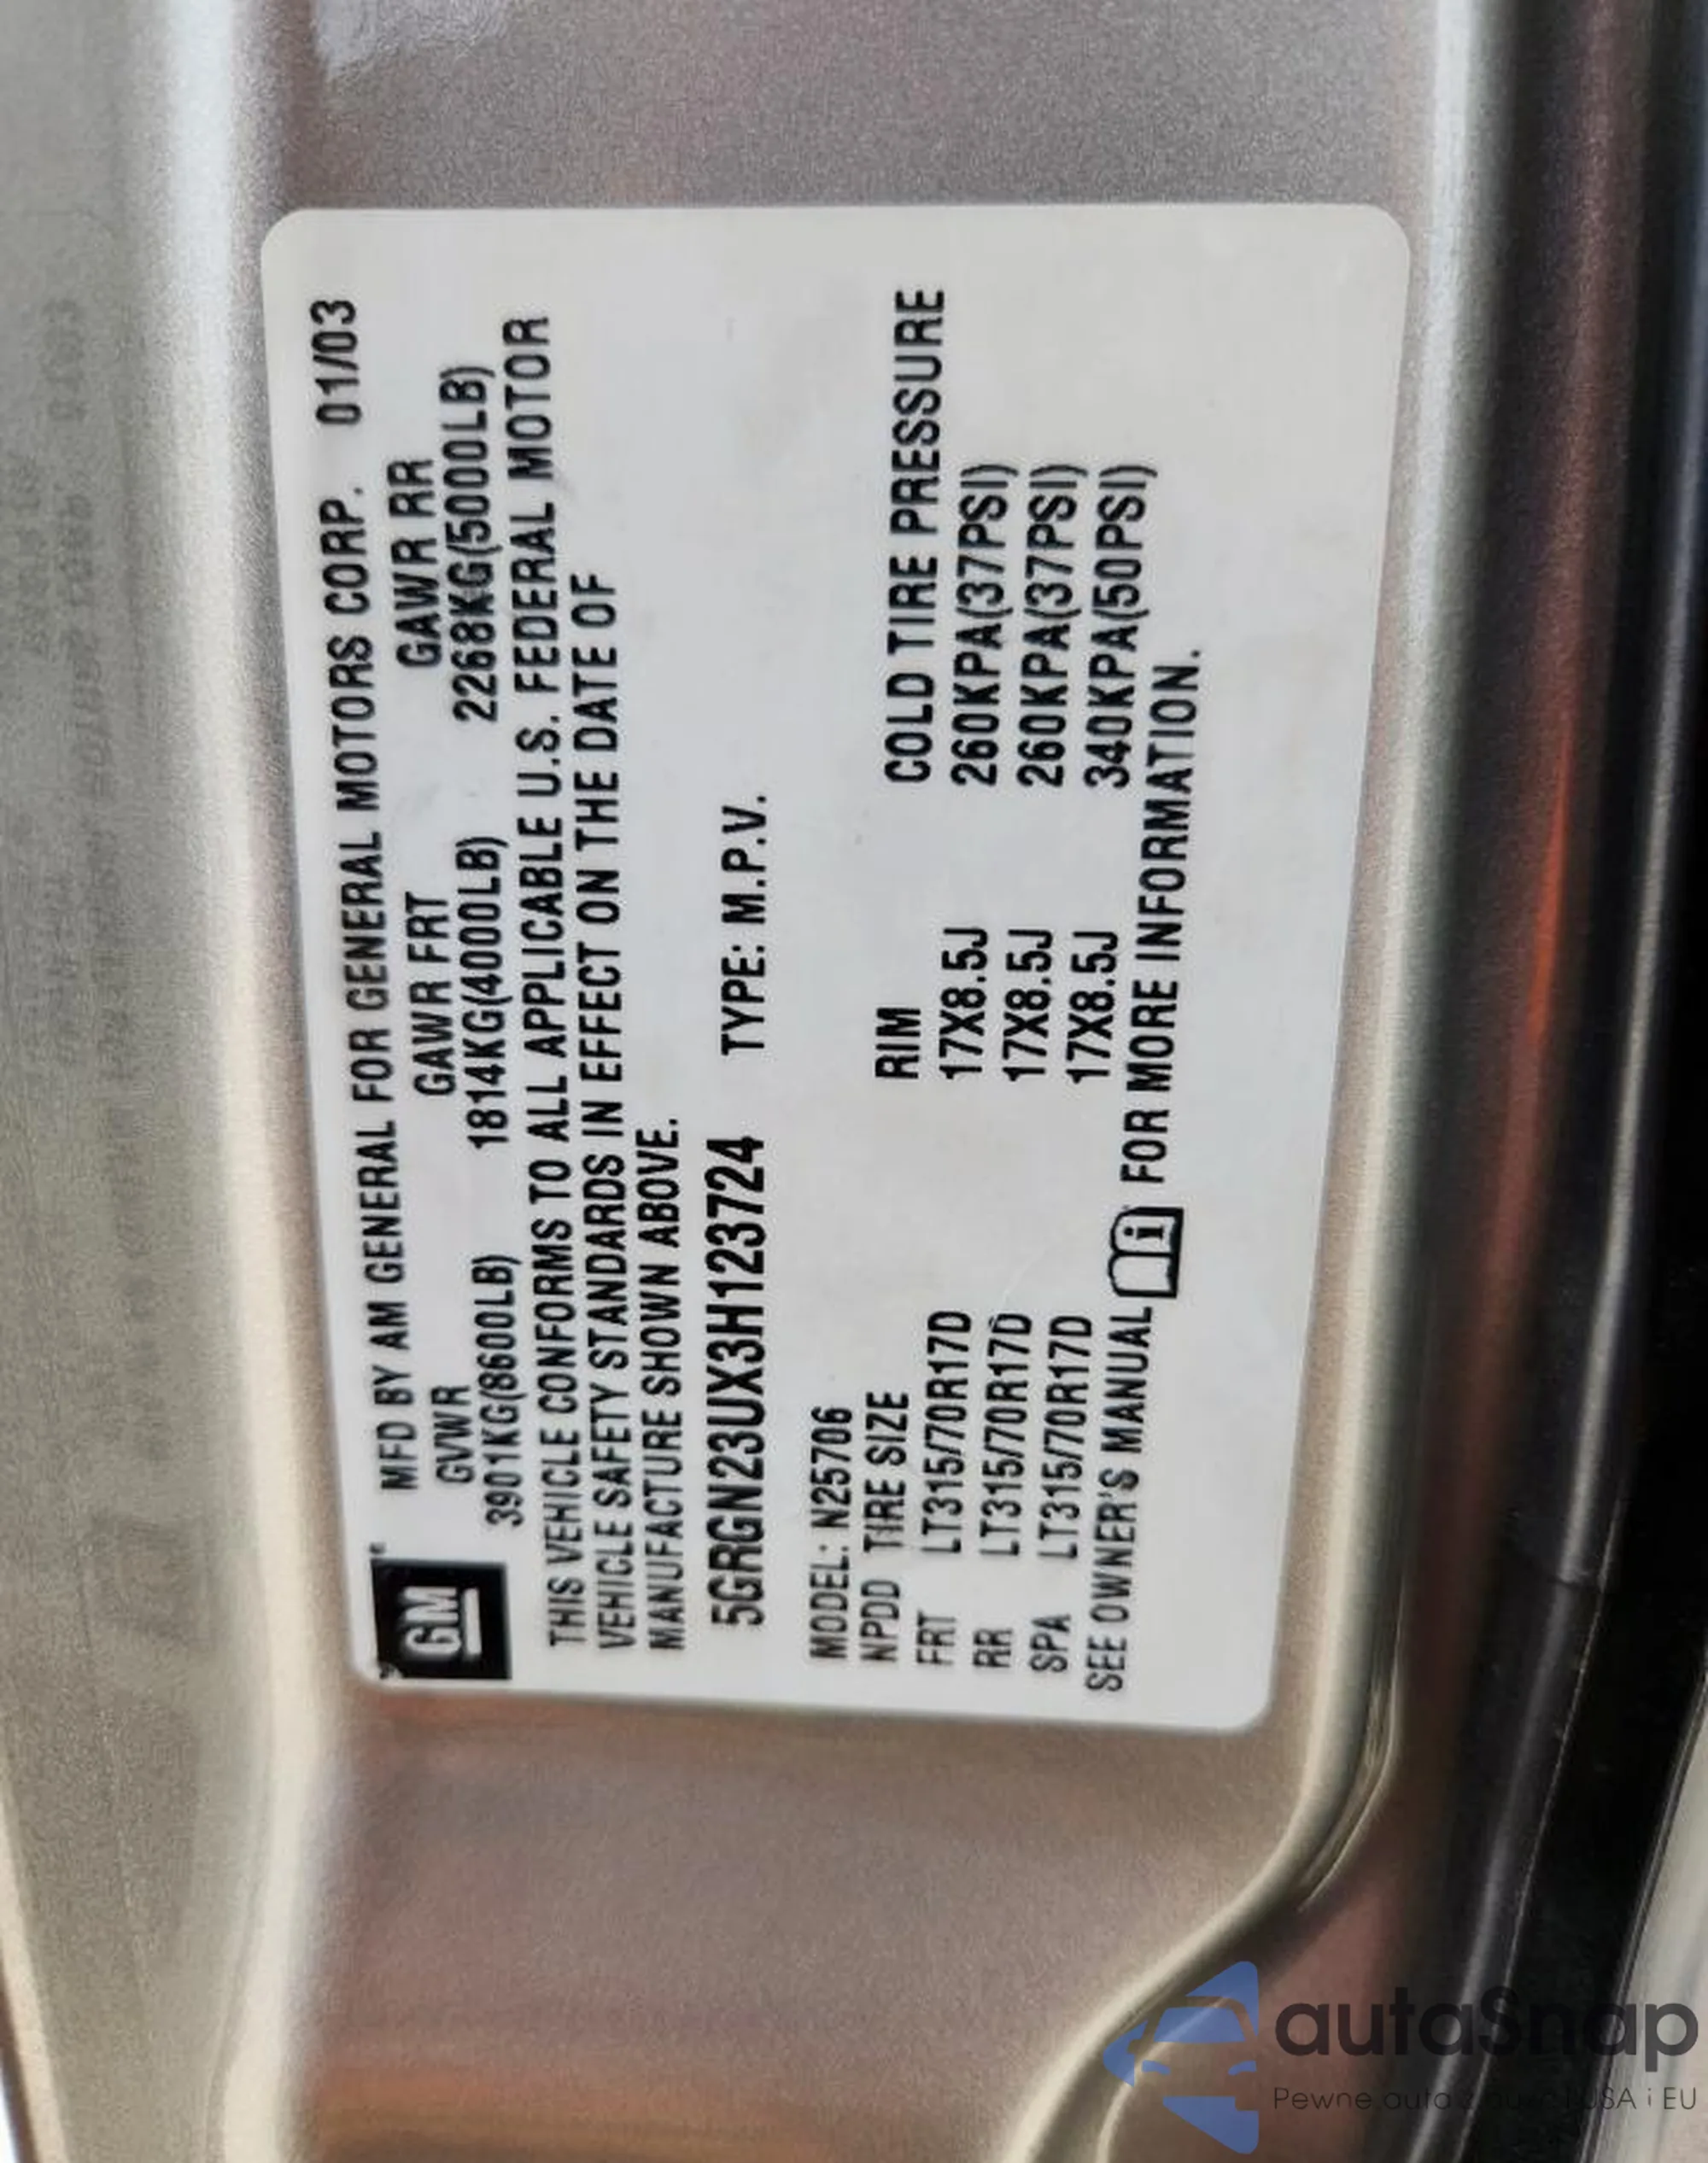 GM
MFD BY AM GENERAL FOR GENERAL MOTORS CORP. 01/03
GVWR GAWR FRT GAWR RR
3901KG(8600LB) 1814KG(4000LB) 2268KG(5000LB)
THIS VEHICLE CONFORMS TO ALL APPLICABLE U.S. FEDERAL MOTOR
VEHICLE SAFETY STANDARDS IN EFFECT ON THE DATE OF
MANUFACTURE SHOWN ABOVE.
5GRGN23UX3H123724 TYPE: M.P.V.
MODEL: N25706
NPDD TIRE SIZE RIM COLD TIRE PRESSURE
FRT LT315/70R17D 17X8.5J 260KPA(37PSI)
RR LT315/70R17D 17X8.5J 260KPA(37PSI)
SPA LT315/70R17D 17X8.5J 340KPA(50PSI)
SEE OWNER'S MANUAL i FOR MORE INFORMATION.
autaSnap
Pewne auta USA i EU